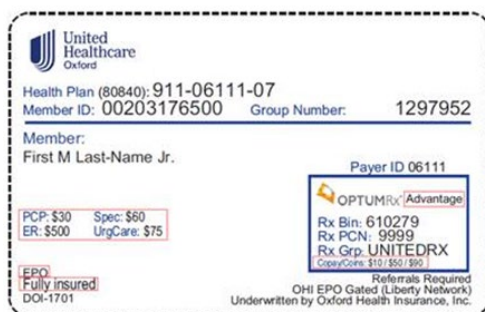 United
Healthcare
Oxford
Health Plan (80840): 911-06111-07
Member ID: 00203176500 Group Number: 1297952
Member:
First M Last-Name Jr.
Payer ID 06111
OPTUMRx Advantage
PCP: $30 Spec: $60
ER: $500 UrgCare: $75
Rx Bin: 610279
Rx PCN: 9999
Rx Grp: UNITEDRX
Copay/Coins: $10 / $50 / $90
EPO
Fully insured
DOI-1701
Referrals Required
OHI EPO Gated (Liberty Network)
Underwritten by Oxford Health Insurance, Inc.